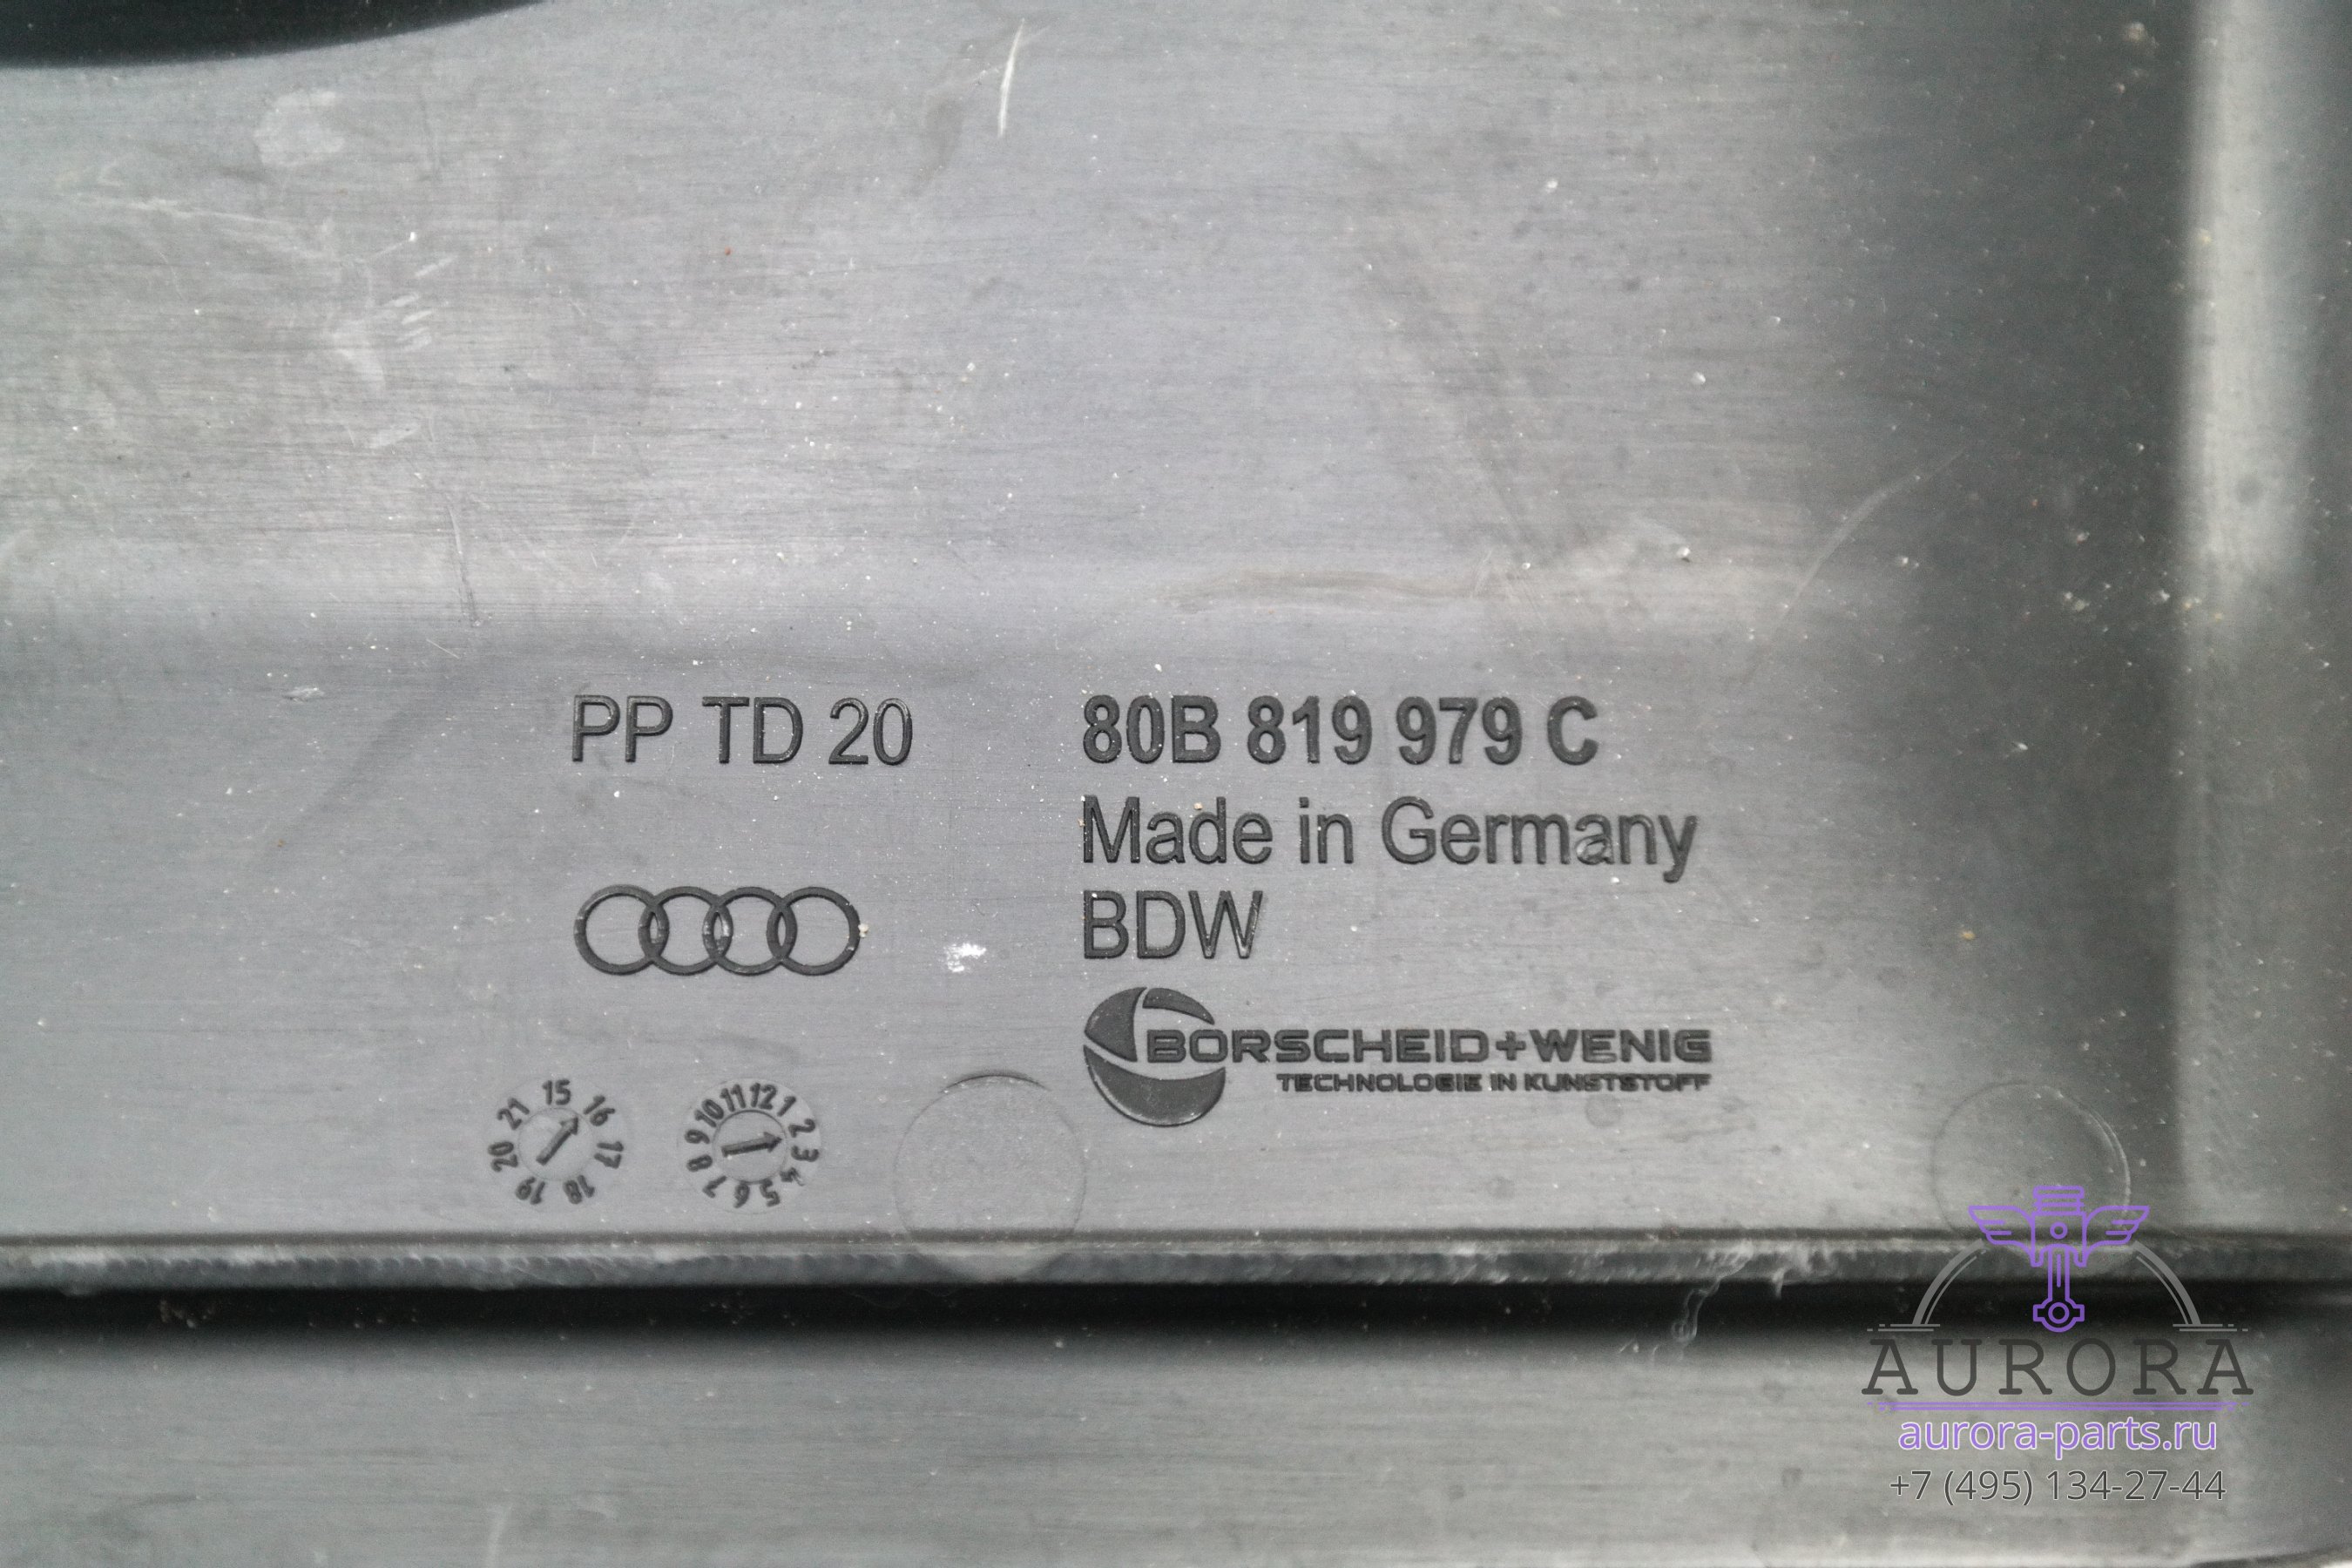 PP TD 20
80B 819 979 C
Made in Germany
BDW
BORSCHEID+WENIG
TECHNOLOGIE IN KUNSTSTOFF
15 16 17 18 19 20 21
12 1 2 3 4 5 6 7 8 9 10 11
AURORA
aurora-parts.ru
+7 (495) 134-27-44